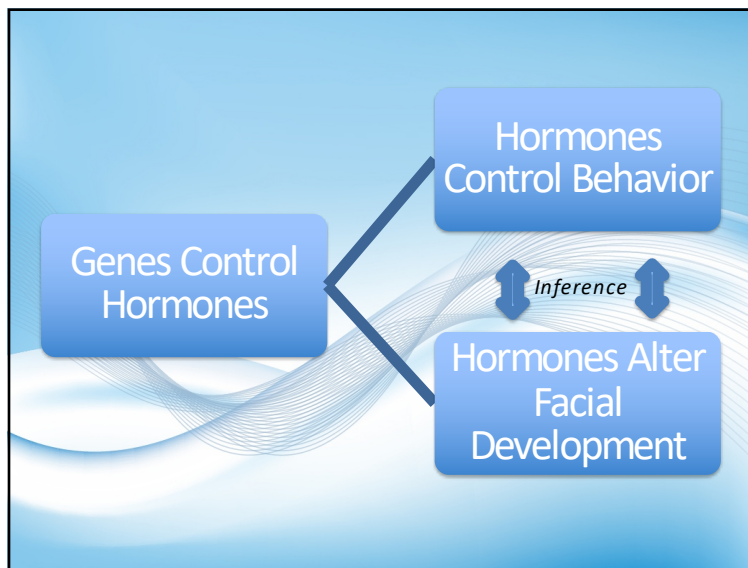 Hormones
Control Behavior
Genes Control
Hormones
Inference
Hormones Alter
Facial
Development